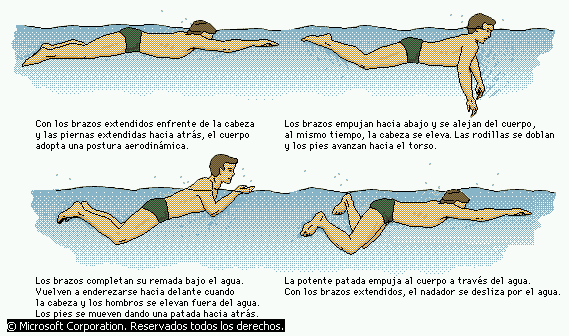 Con los brazos extendidos enfrente de la cabeza
y las piernas extendidas hacia atrás, el cuerpo
adopta una postura aerodinámica.
Los brazos empujan hacia abajo y se alejan del cuerpo,
al mismo tiempo, la cabeza se eleva. Las rodillas se doblan
y los pies avanzan hacia el torso.
Los brazos completan su remada bajo el agua.
Vuelven a enderezarse hacia delante cuando
la cabeza y los hombros se elevan fuera del agua.
Los pies se mueven dando una patada hacia atrás.
La potente patada empuja al cuerpo a través del agua.
Con los brazos extendidos, el nadador se desliza por el agua.
© Microsoft Corporation. Reservados todos los derechos.